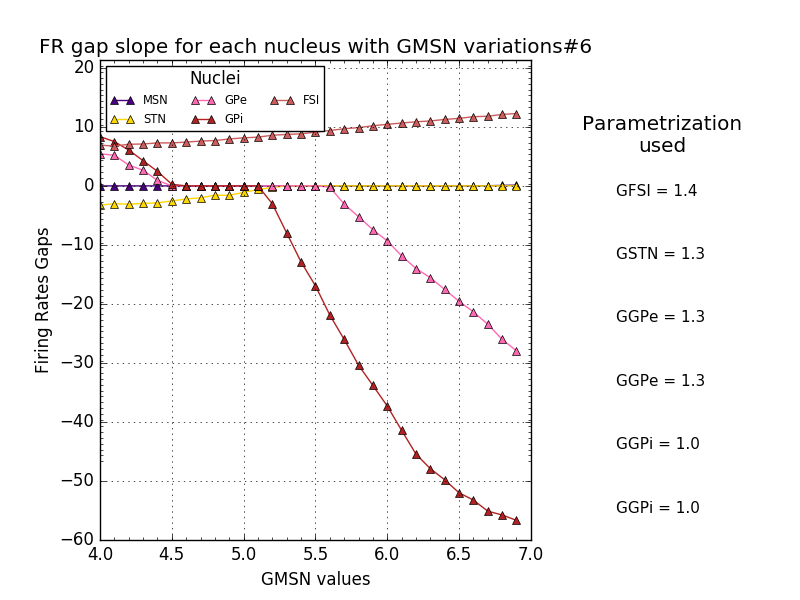 FR gap slope for each nucleus with GMSN variations#6
Nuclei
MSN GPe FSI
STN GPi
20
10
0
−10
−20
−30
−40
−50
−60
Firing Rates Gaps
4.0 4.5 5.0 5.5 6.0 6.5 7.0
GMSN values
Parametrization
used
GFSI = 1.4
GSTN = 1.3
GGPe = 1.3
GGPe = 1.3
GGPi = 1.0
GGPi = 1.0